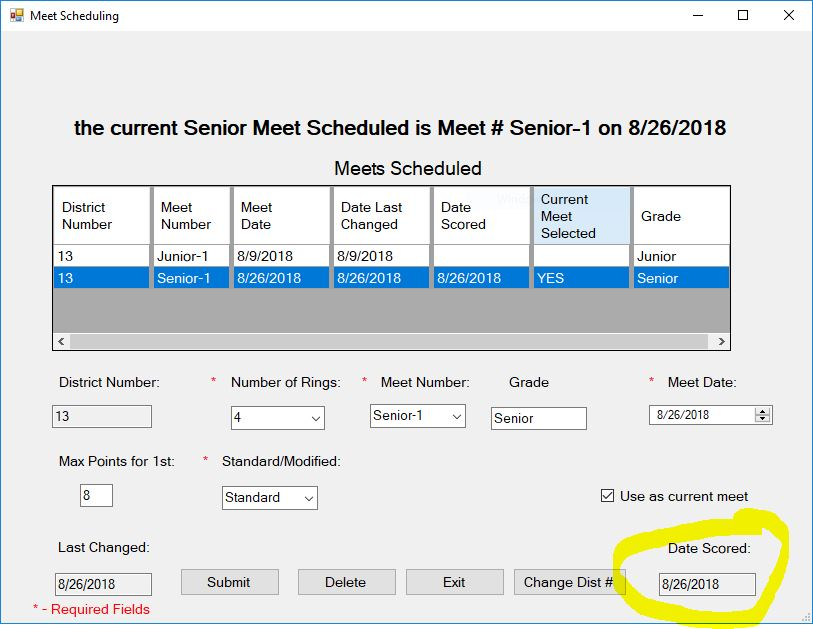 Meet Scheduling
the current Senior Meet Scheduled is Meet # Senior-1 on 8/26/2018
Meets Scheduled
District Number Meet Number Meet Date Date Last Changed Date Scored Current Meet Selected Grade
13 Junior-1 8/9/2018 8/9/2018 Junior
13 Senior-1 8/26/2018 8/26/2018 8/26/2018 YES Senior
District Number: * Number of Rings: * Meet Number: Grade * Meet Date:
13 4 Senior-1 Senior 8/26/2018
Max Points for 1st: * Standard/Modified:
8 Standard Use as current meet
Last Changed: Date Scored:
8/26/2018 Submit Delete Exit Change Dist # 8/26/2018
* - Required Fields